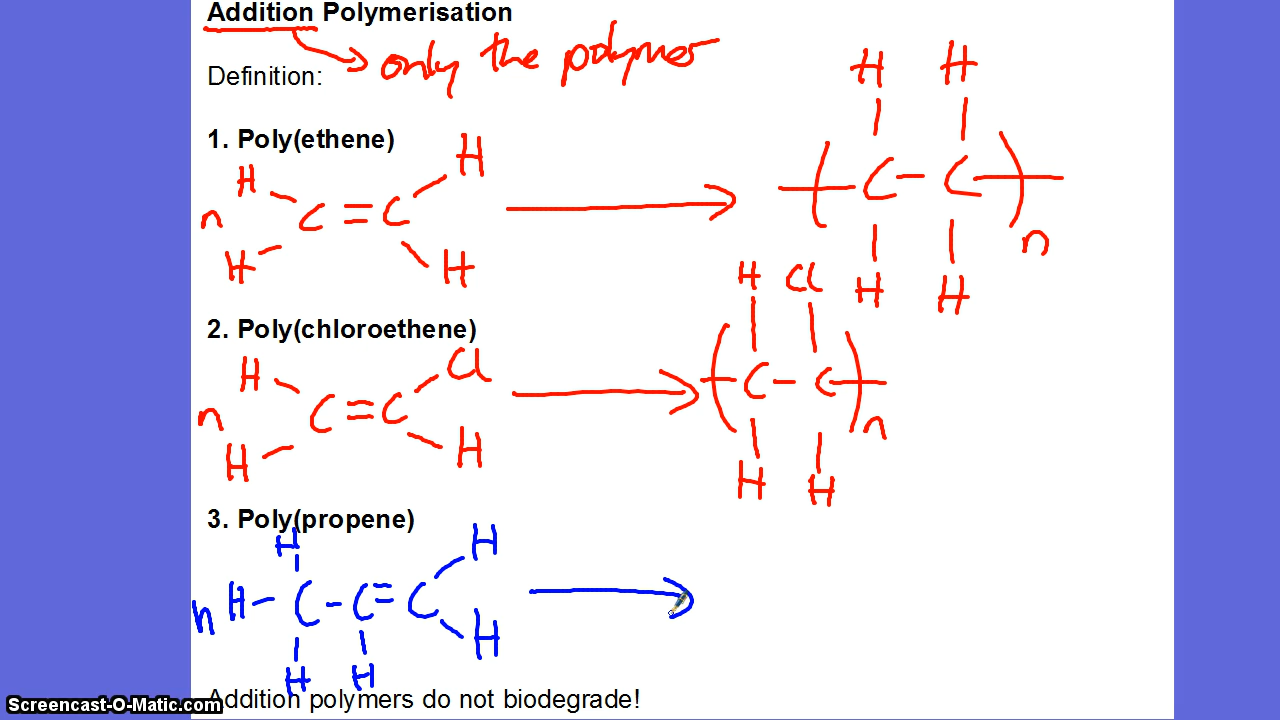 Addition Polymerisation
only the polymer
Definition:
1. Poly(ethene)
H H H H
n C = C C - C n
H H H H
2. Poly(chloroethene)
H Cl H Cl
n C = C C - C n
H H H H
3. Poly(propene)
H H
n H - C - C = C
H H H
Addition polymers do not biodegrade!
Screencast-O-Matic.com